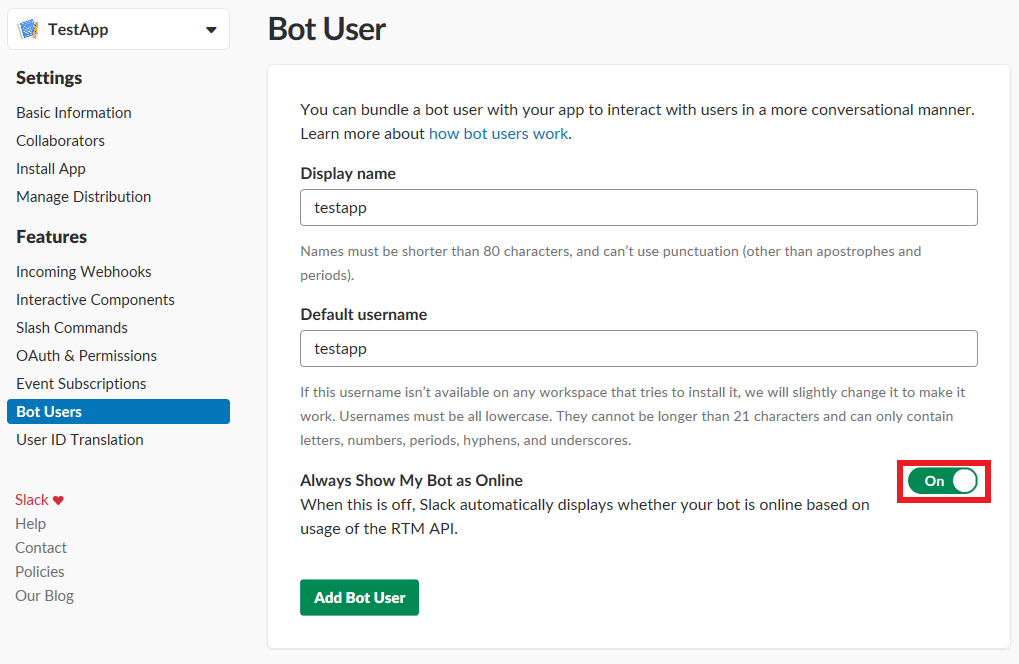 TestApp
Settings
Basic Information
Collaborators
Install App
Manage Distribution
Features
Incoming Webhooks
Interactive Components
Slash Commands
OAuth & Permissions
Event Subscriptions
Bot Users
User ID Translation
Slack ♥
Help
Contact
Policies
Our Blog
Bot User
You can bundle a bot user with your app to interact with users in a more conversational manner.
Learn more about how bot users work.
Display name
testapp
Names must be shorter than 80 characters, and can’t use punctuation (other than apostrophes and
periods).
Default username
testapp
If this username isn’t available on any workspace that tries to install it, we will slightly change it to make it
work. Usernames must be all lowercase. They cannot be longer than 21 characters and can only contain
letters, numbers, periods, hyphens, and underscores.
Always Show My Bot as Online
On
When this is off, Slack automatically displays whether your bot is online based on
usage of the RTM API.
Add Bot User